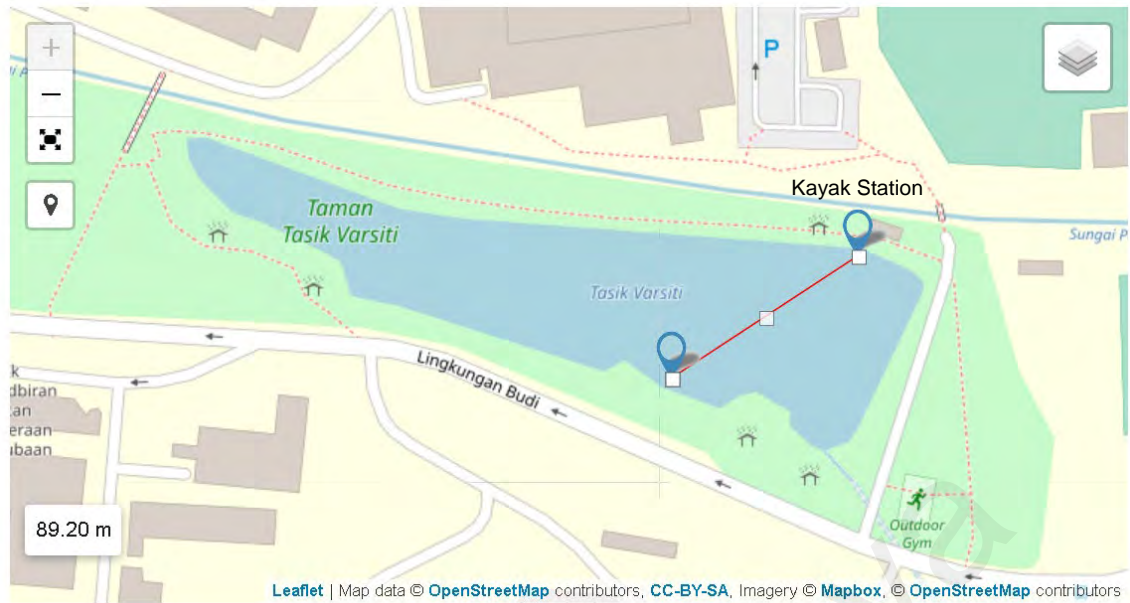 P
Kayak Station
Taman
Tasik Varsiti
Sungai P
Tasik Varsiti
Lingkungan Budi
k
dbiran
tan
eraan
ubaan
89.20 m
Outdoor
Gym
Leaflet | Map data © OpenStreetMap contributors, CC-BY-SA, Imagery © Mapbox, © OpenStreetMap contributors